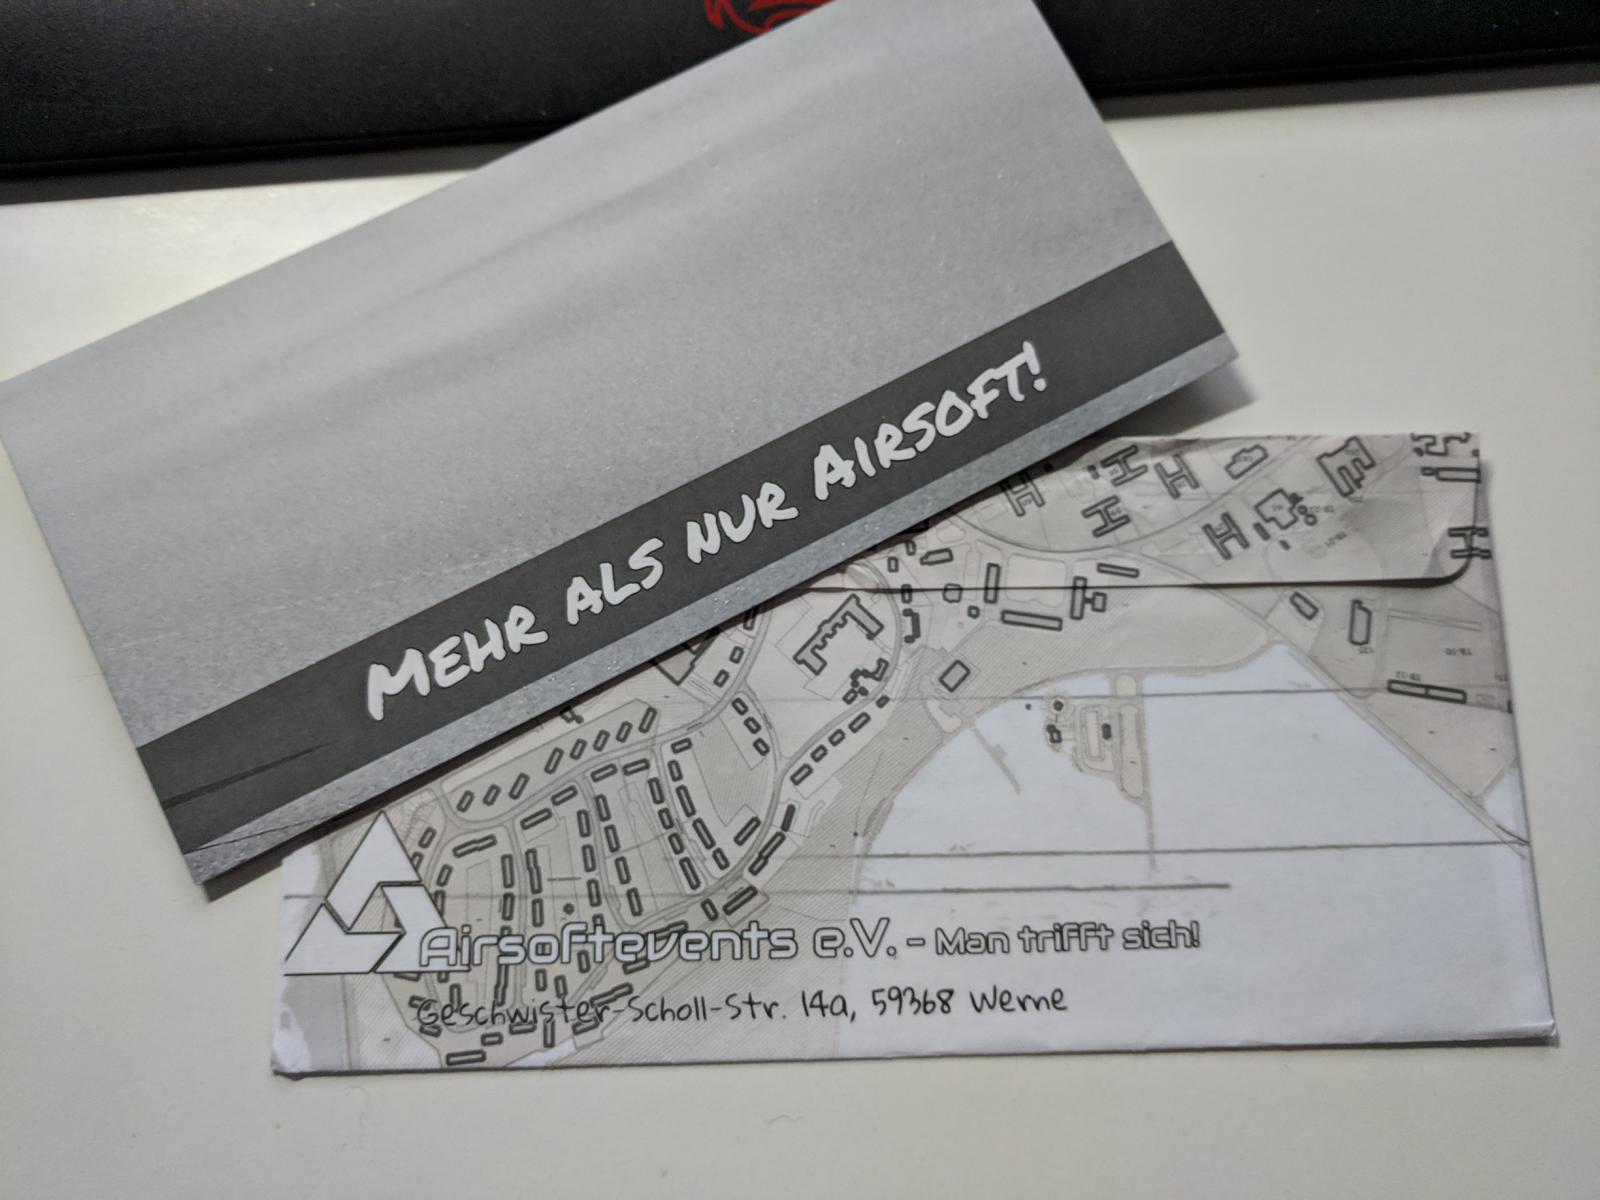 Mehr als nur Airsoft!
Airsoftevents e.V. - Man trifft sich!
Geschwister-Scholl-Str. 14a, 59368 Werne